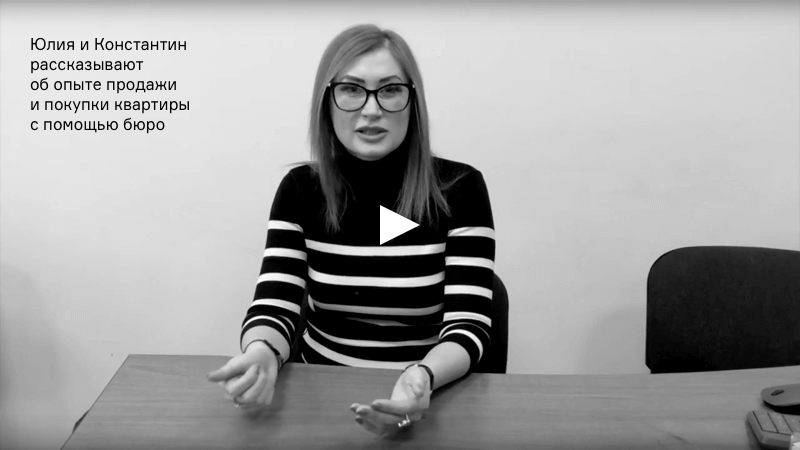 Юлия и Константин
рассказывают
об опыте продажи
и покупки квартиры
с помощью бюро